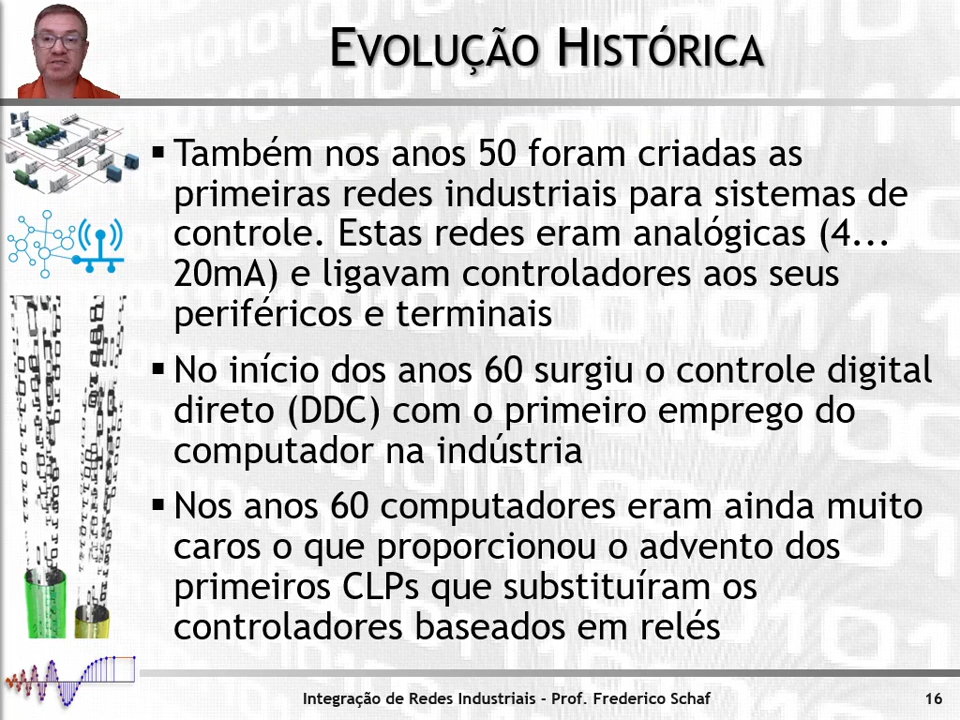 EVOLUÇÃO HISTÓRICA
▪ Também nos anos 50 foram criadas as
primeiras redes industriais para sistemas de
controle. Estas redes eram analógicas (4...
20mA) e ligavam controladores aos seus
periféricos e terminais
▪ No início dos anos 60 surgiu o controle digital
direto (DDC) com o primeiro emprego do
computador na indústria
▪ Nos anos 60 computadores eram ainda muito
caros o que proporcionou o advento dos
primeiros CLPs que substituíram os
controladores baseados em relés
Integração de Redes Industriais - Prof. Frederico Schaf 16